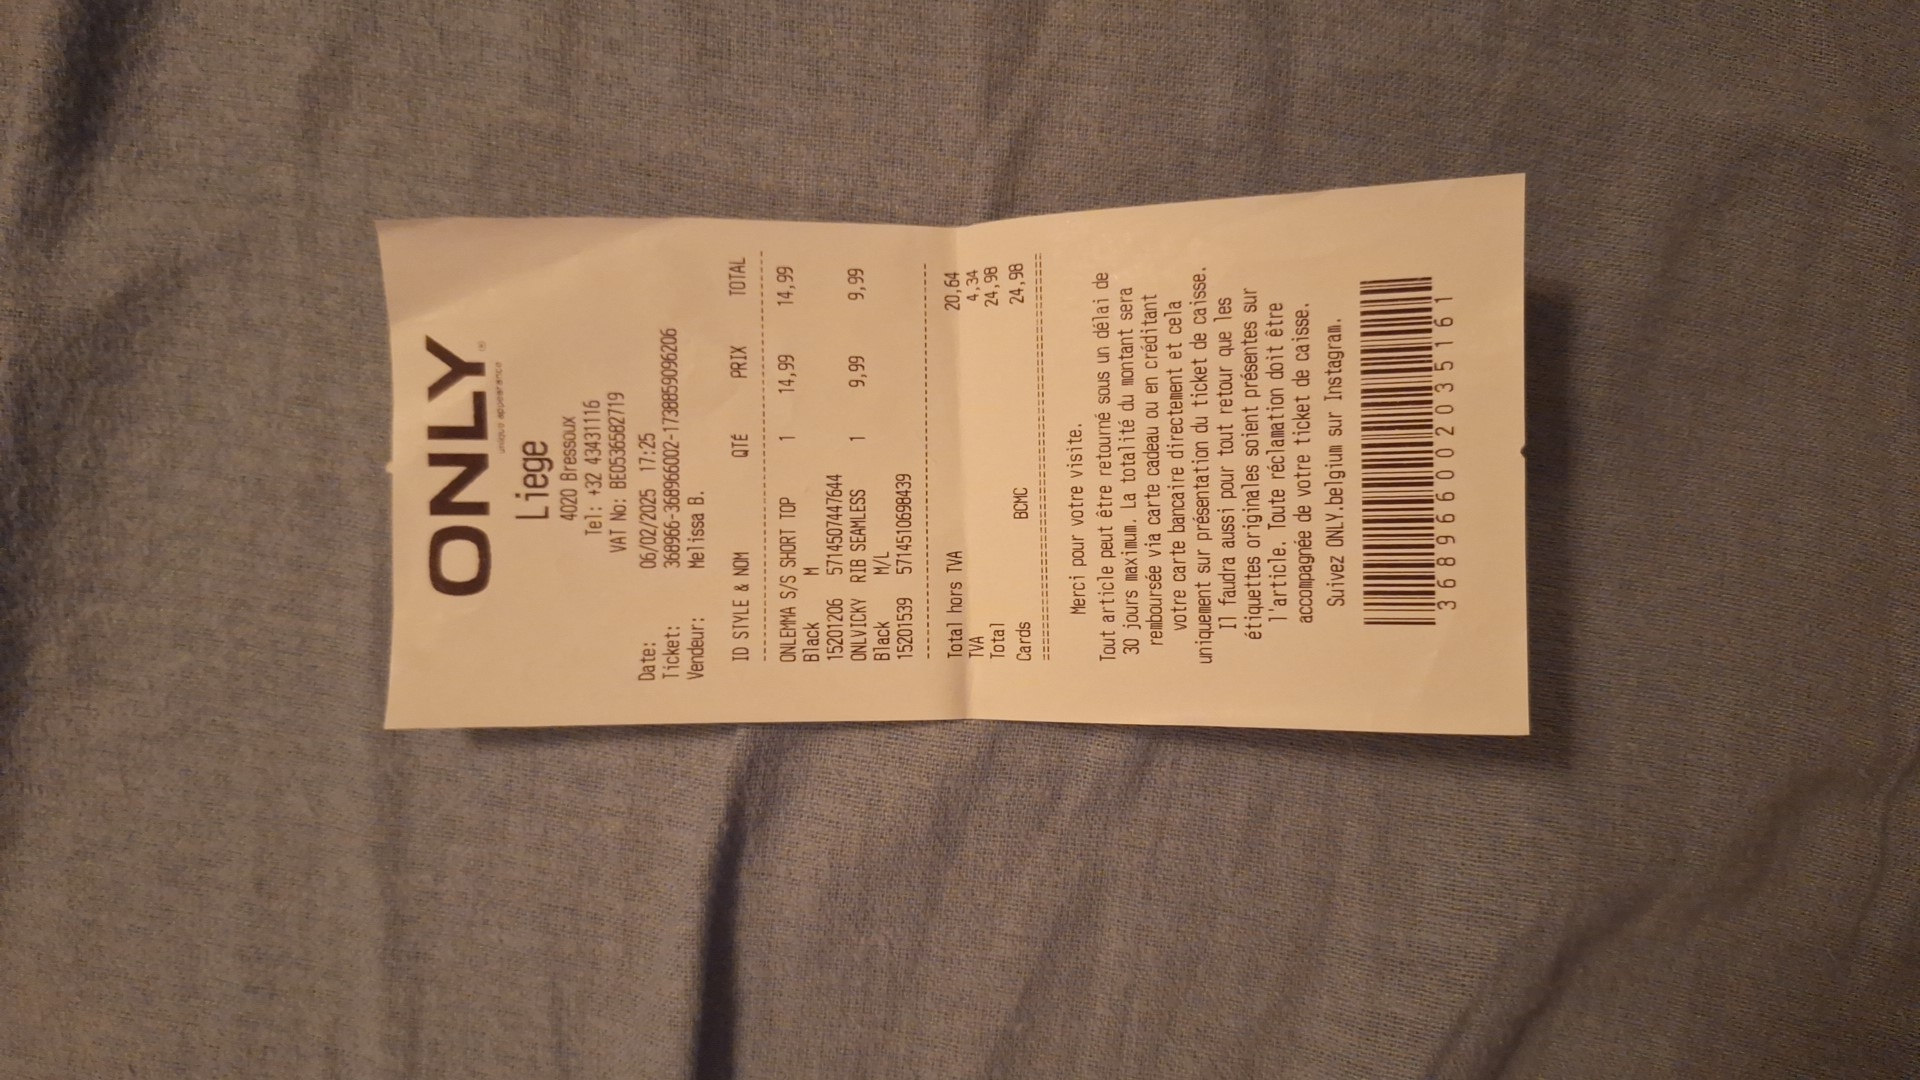 ONLY
unique appearance
Liege
4020 Bressoux
Tel: +32 43431116
VAT No: BE0536582719
Date: 06/02/2025 17:25
Ticket: 368966-368966002-1738859096206
Vendeur: Melissa B.
ID STYLE & NOM QTÉ PRIX TOTAL
ONLEMMA S/S SHORT TOP 1 14,99 14,99
Black M
15201206 5714507447644
ONLVICKY RIB SEAMLESS 1 9,99 9,99
Black M/L
15201539 5714510698439
Total hors TVA 20,64
TVA 4,34
Total 24,98
Cards BCMC 24,98
Merci pour votre visite.
Tout article peut être retourné sous un délai de
30 jours maximum. La totalité du montant sera
remboursée via carte cadeau ou en créditant
votre carte bancaire directement et cela
uniquement sur présentation du ticket de caisse.
Il faudra aussi pour tout retour que les
étiquettes originales soient présentes sur
l'article. Toute réclamation doit être
accompagnée de votre ticket de caisse.
Suivez ONLY.belgium sur Instagram.
368966002035161